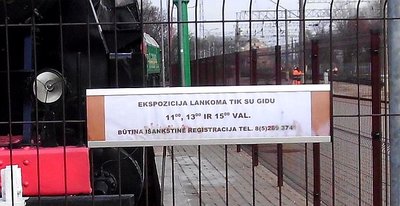 EKSPOZICIJA LANKOMA TIK SU GIDU
11⁰⁰, 13⁰⁰ IR 15⁰⁰ VAL.
BŪTINA IŠANKSTINĖ REGISTRACIJA TEL. 8(5)269 374